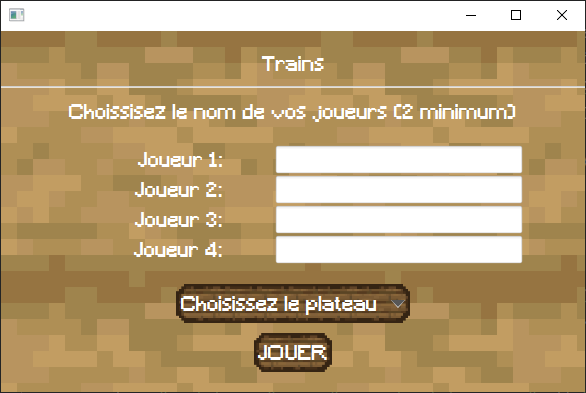 Trains
Choissisez le nom de vos joueurs (2 minimum)
Joueur 1:
Joueur 2:
Joueur 3:
Joueur 4:
Choisissez le plateau
JOUER